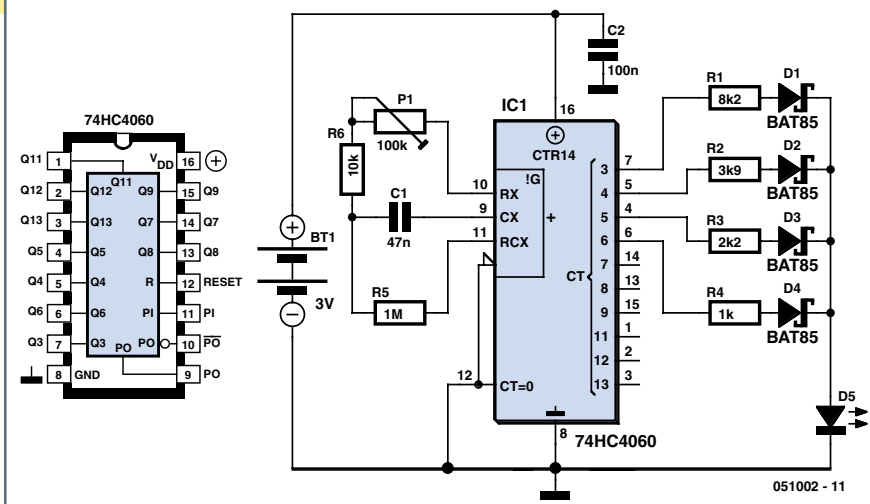 74HC4060
Q11 1 Q11 VDD 16 +
Q12 2 Q12 Q9 15 Q9
Q13 3 Q13 Q7 14 Q7
Q5 4 Q5 Q8 13 Q8
Q4 5 Q4 R 12 RESET
Q6 6 Q6 PI 11 PI
Q3 7 Q3 PO PO 10 PO
8 GND 9 PO
+
BT1
3V
−
R6
10k
P1
100k
C1
47n
R5
1M
C2
100n
IC1
16
+
CTR14
!G
10 RX
9 CX
11 RCX
+
12 CT=0
CT
3 7
4 5
5 4
6 6
7 14
8 13
9 15
11 1
12 2
13 3
8
74HC4060
R1
8k2
D1
BAT85
R2
3k9
D2
BAT85
R3
2k2
D3
BAT85
R4
1k
D4
BAT85
D5
051002 - 11